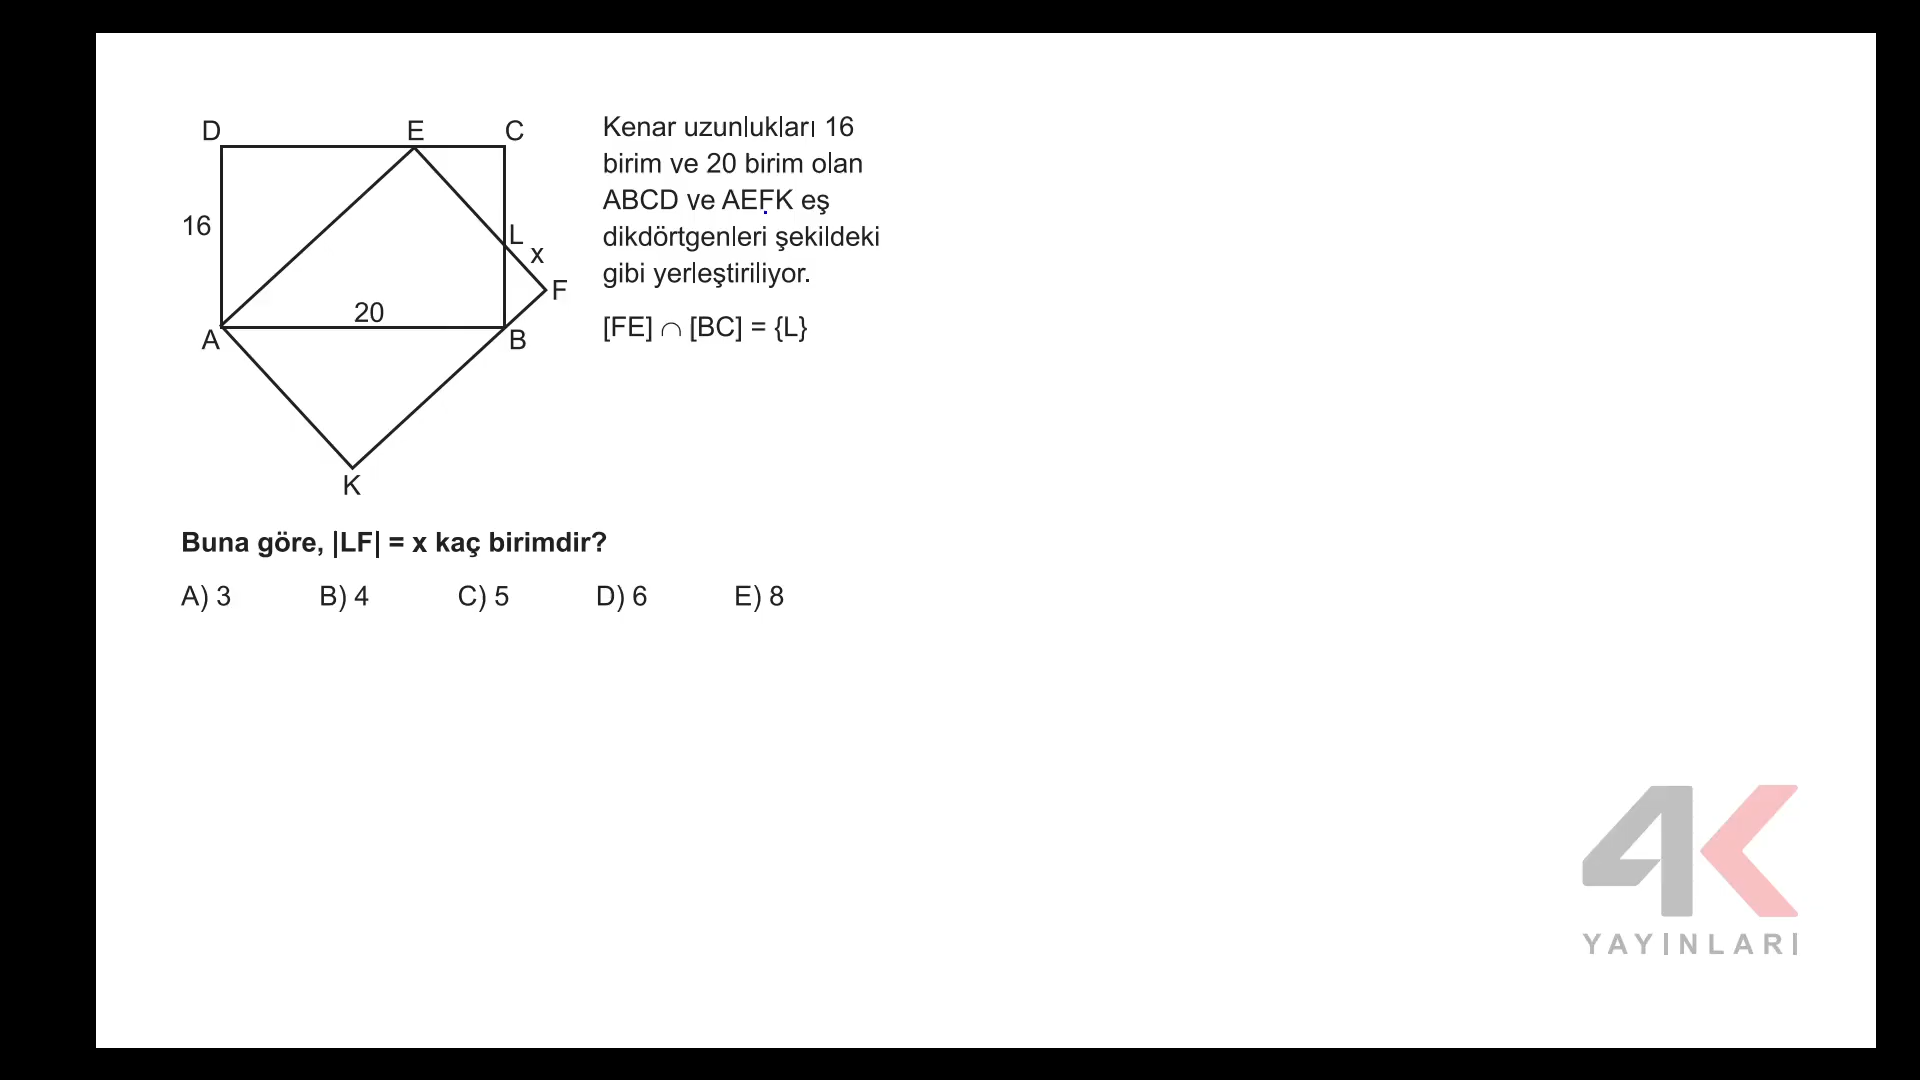 D E C
Kenar uzunlukları 16
birim ve 20 birim olan
ABCD ve AEFK eş
dikdörtgenleri şekildeki
gibi yerleştiriliyor.
[FE] ∩ [BC] = {L}
16
L
x
F
20
A
B
K
Buna göre, |LF| = x kaç birimdir?
A) 3 B) 4 C) 5 D) 6 E) 8
4K
YAYINLARI